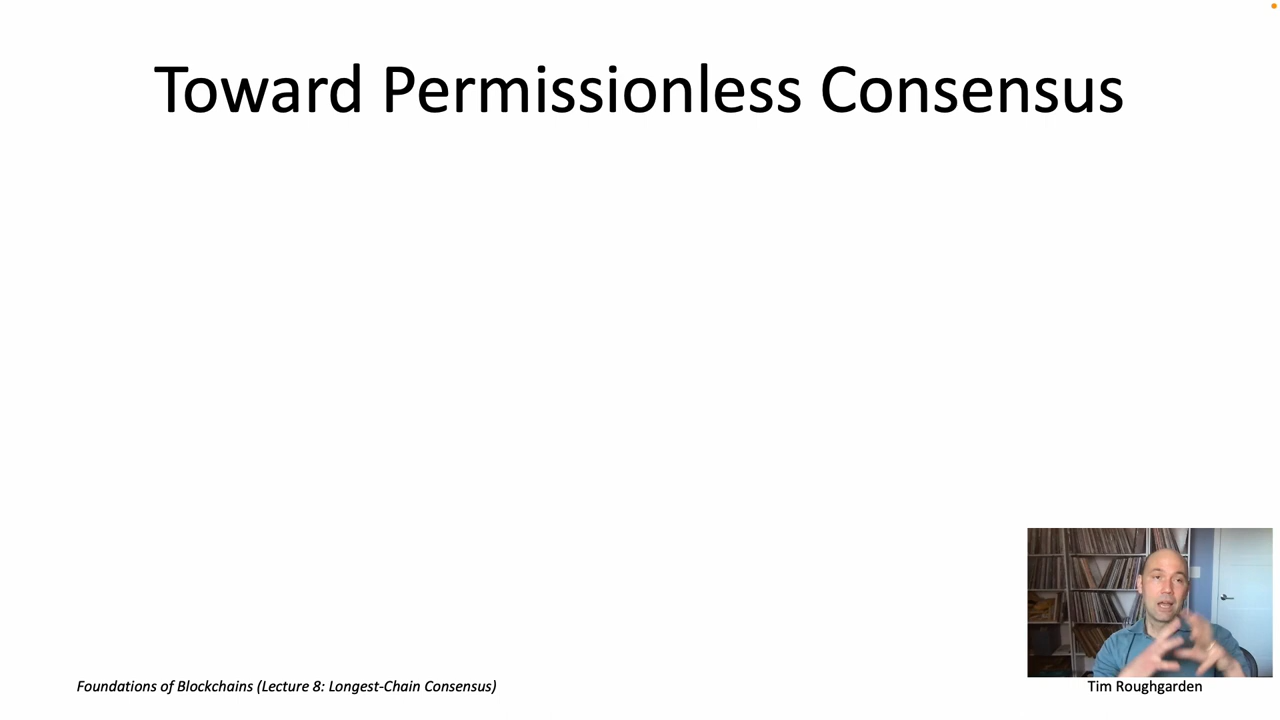 Toward Permissionless Consensus
Foundations of Blockchains (Lecture 8: Longest-Chain Consensus)
Tim Roughgarden